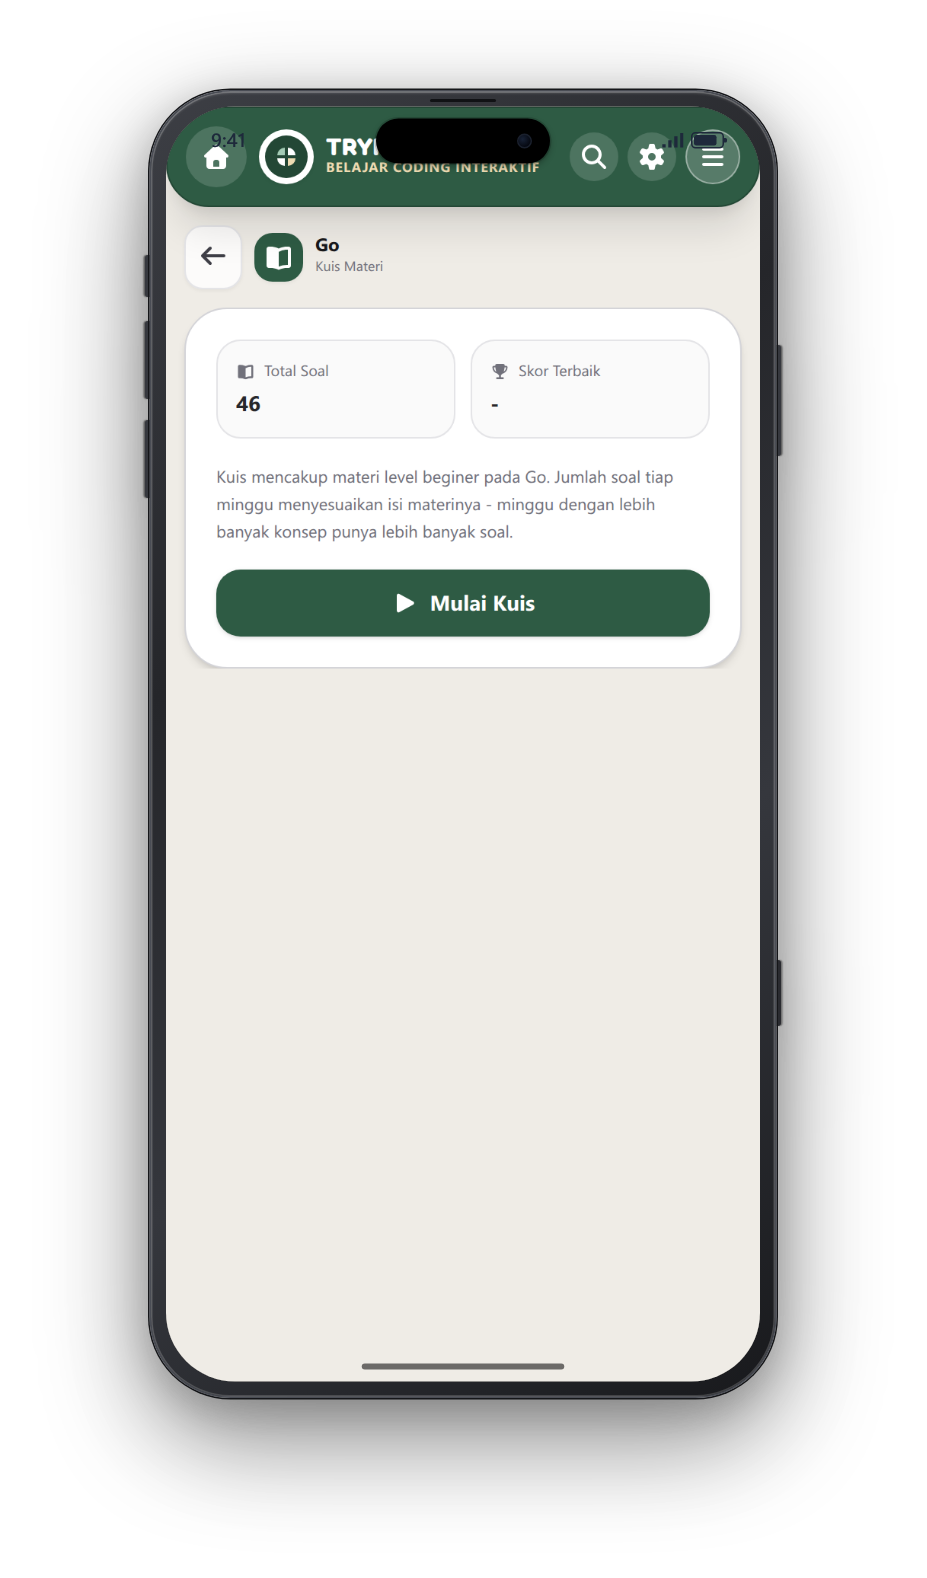 9:41
BELAJAR CODING INTERAKTIF
Go
Kuis Materi
Total Soal
46
Skor Terbaik
-
Kuis mencakup materi level beginer pada Go. Jumlah soal tiap
minggu menyesuaikan isi materinya - minggu dengan lebih
banyak konsep punya lebih banyak soal.
Mulai Kuis